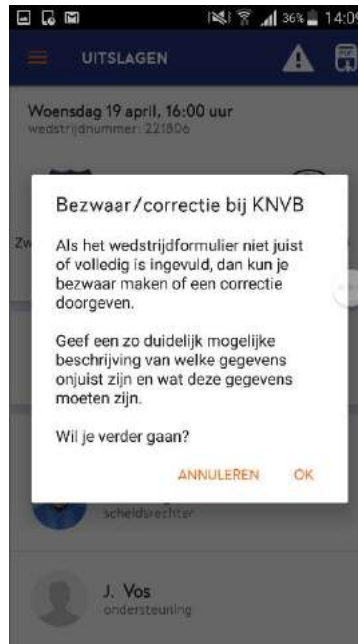 36% 14:09
UITSLAGEN
Woensdag 19 april, 16:00 uur
wedstrijdnummer: 221806
Zw
Bezwaar/correctie bij KNVB
Als het wedstrijdformulier niet juist
of volledig is ingevuld, dan kun je
bezwaar maken of een correctie
doorgeven.
Geef een zo duidelijk mogelijke
beschrijving van welke gegevens
onjuist zijn en wat deze gegevens
moeten zijn.
Wil je verder gaan?
ANNULEREN OK
scheidsrechter
J. Vos
ondersteuning